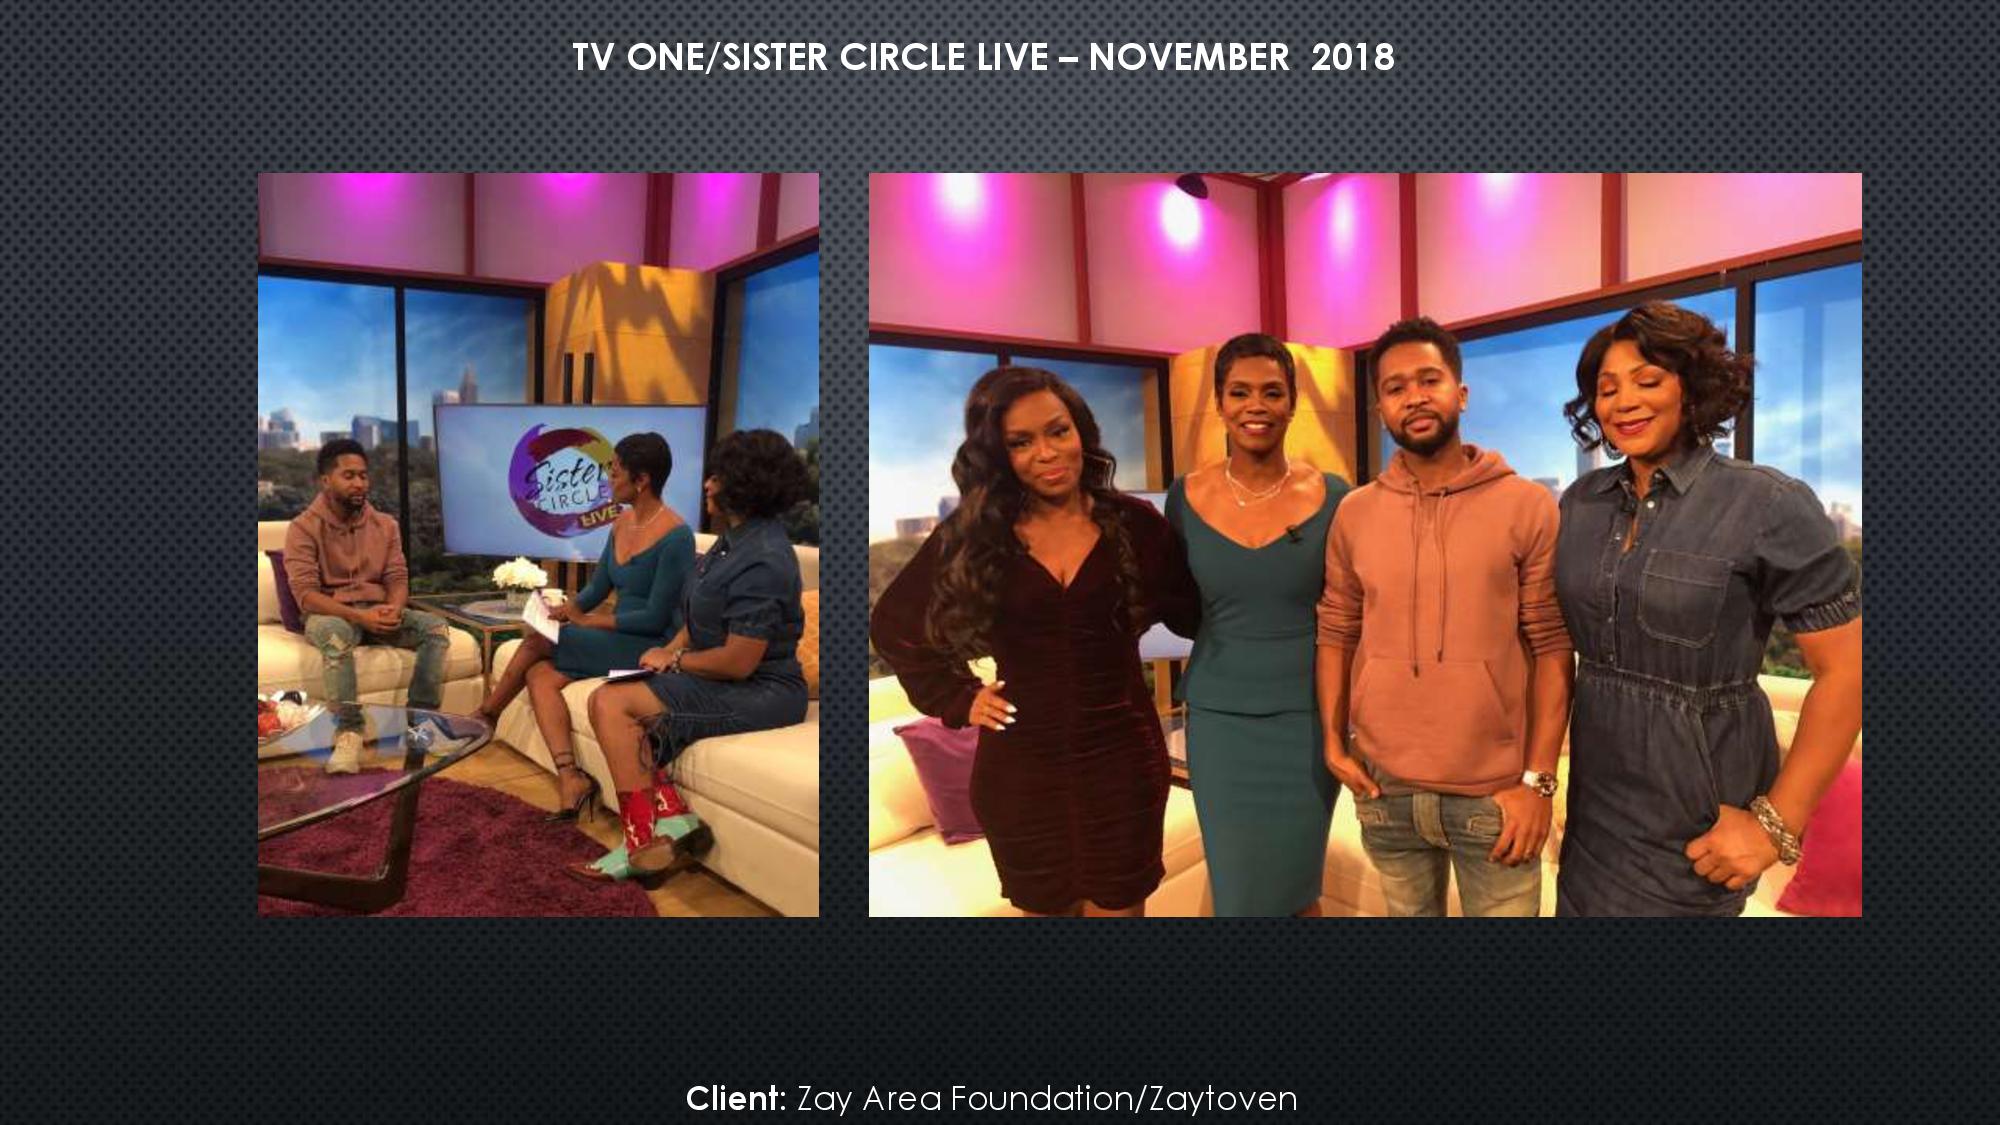 TV ONE/SISTER CIRCLE LIVE – NOVEMBER 2018
Sister
CIRCLE
LIVE
Client: Zay Area Foundation/Zaytoven